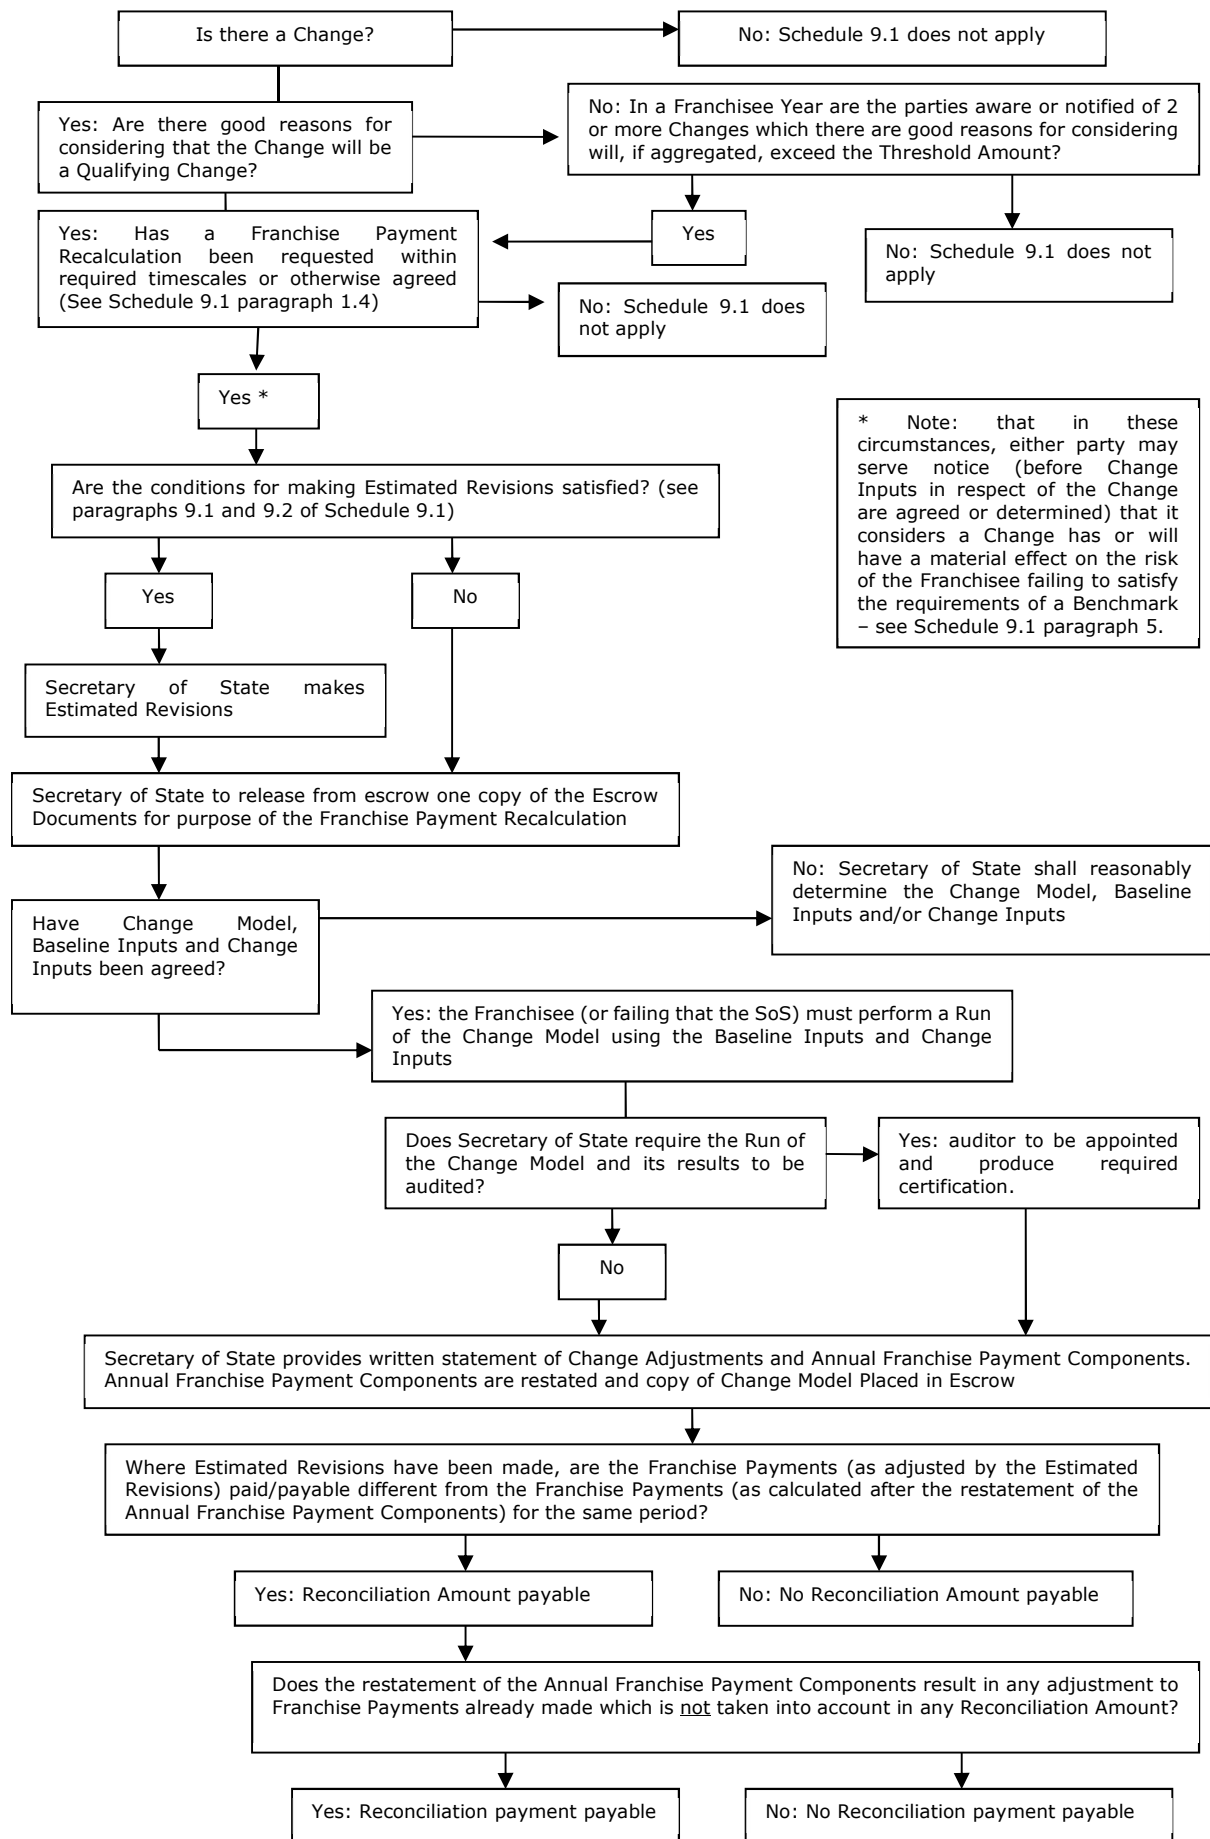 Is there a Change?
No: Schedule 9.1 does not apply
Yes: Are there good reasons for
considering that the Change will be
a Qualifying Change?
No: In a Franchisee Year are the parties aware or notified of 2
or more Changes which there are good reasons for considering
will, if aggregated, exceed the Threshold Amount?
Yes: Has a Franchise Payment
Recalculation been requested within
required timescales or otherwise agreed
(See Schedule 9.1 paragraph 1.4)
Yes
No: Schedule 9.1 does not
apply
No: Schedule 9.1 does
not apply
Yes *
* Note: that in these
circumstances, either party may
serve notice (before Change
Inputs in respect of the Change
are agreed or determined) that it
considers a Change has or will
have a material effect on the risk
of the Franchisee failing to satisfy
the requirements of a Benchmark
– see Schedule 9.1 paragraph 5.
Are the conditions for making Estimated Revisions satisfied? (see
paragraphs 9.1 and 9.2 of Schedule 9.1)
Yes
No
Secretary of State makes
Estimated Revisions
Secretary of State to release from escrow one copy of the Escrow
Documents for purpose of the Franchise Payment Recalculation
Have Change Model,
Baseline Inputs and Change
Inputs been agreed?
No: Secretary of State shall reasonably
determine the Change Model, Baseline
Inputs and/or Change Inputs
Yes: the Franchisee (or failing that the SoS) must perform a Run
of the Change Model using the Baseline Inputs and Change
Inputs
Does Secretary of State require the Run of
the Change Model and its results to be
audited?
Yes: auditor to be appointed
and produce required
certification.
No
Secretary of State provides written statement of Change Adjustments and Annual Franchise Payment Components.
Annual Franchise Payment Components are restated and copy of Change Model Placed in Escrow
Where Estimated Revisions have been made, are the Franchise Payments (as adjusted by the Estimated
Revisions) paid/payable different from the Franchise Payments (as calculated after the restatement of the
Annual Franchise Payment Components) for the same period?
Yes: Reconciliation Amount payable
No: No Reconciliation Amount payable
Does the restatement of the Annual Franchise Payment Components result in any adjustment to
Franchise Payments already made which is not taken into account in any Reconciliation Amount?
Yes: Reconciliation payment payable
No: No Reconciliation payment payable